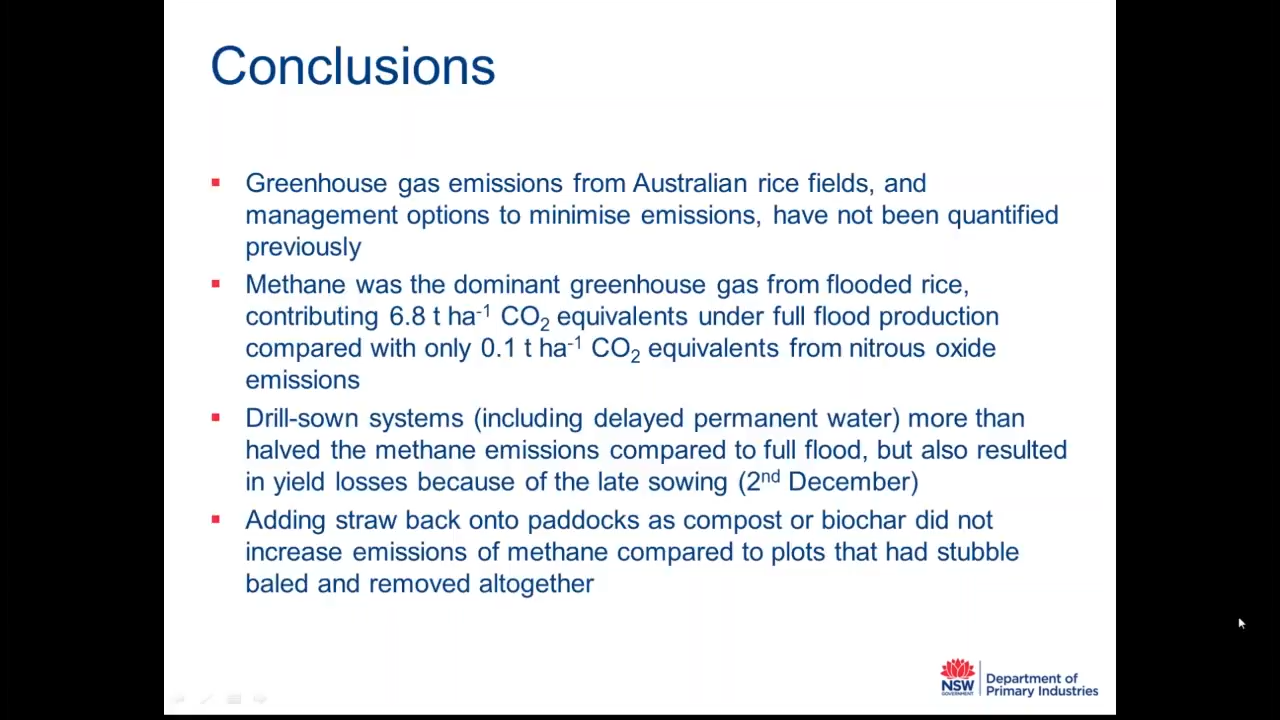 Conclusions
Greenhouse gas emissions from Australian rice fields, and
management options to minimise emissions, have not been quantified
previously
Methane was the dominant greenhouse gas from flooded rice,
contributing 6.8 t ha⁻¹ CO₂ equivalents under full flood production
compared with only 0.1 t ha⁻¹ CO₂ equivalents from nitrous oxide
emissions
Drill-sown systems (including delayed permanent water) more than
halved the methane emissions compared to full flood, but also resulted
in yield losses because of the late sowing (2ⁿᵈ December)
Adding straw back onto paddocks as compost or biochar did not
increase emissions of methane compared to plots that had stubble
baled and removed altogether
NSW
GOVERNMENT
Department of
Primary Industries